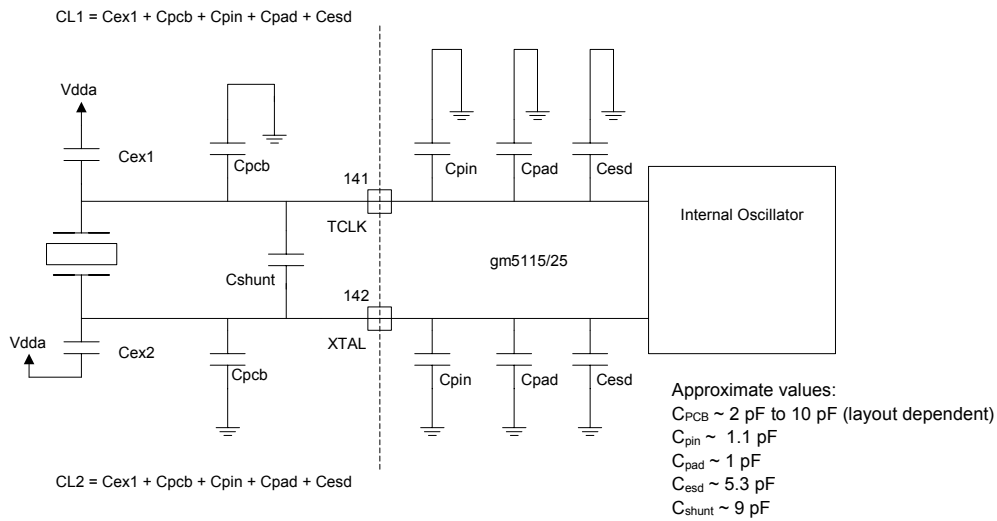 CL1 = Cex1 + Cpcb + Cpin + Cpad + Cesd
Vdda
Cex1
Cpcb
Cpin
Cpad
Cesd
141
TCLK
Internal Oscillator
Cshunt
gm5115/25
142
XTAL
Vdda
Cex2
Cpcb
Cpin
Cpad
Cesd
Approximate values:
CPCB ~ 2 pF to 10 pF (layout dependent)
Cpin ~ 1.1 pF
Cpad ~ 1 pF
Cesd ~ 5.3 pF
Cshunt ~ 9 pF
CL2 = Cex1 + Cpcb + Cpin + Cpad + Cesd